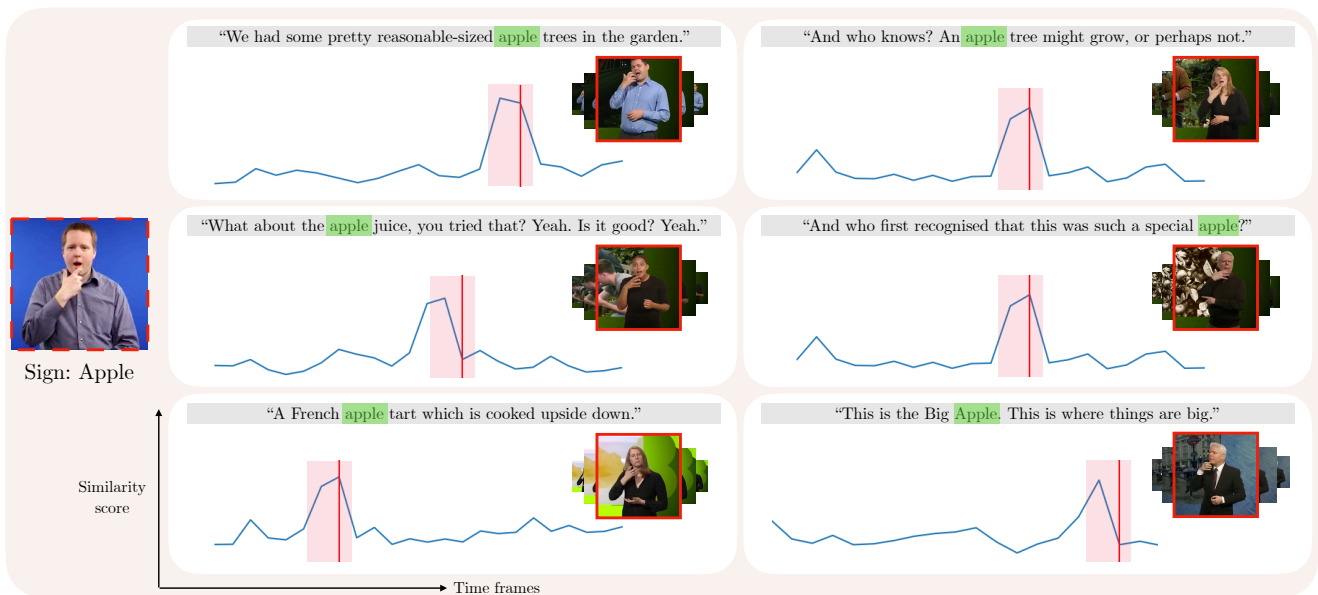 “We had some pretty reasonable-sized apple trees in the garden.”
“And who knows? An apple tree might grow, or perhaps not.”
“What about the apple juice, you tried that? Yeah. Is it good? Yeah.”
“And who first recognised that this was such a special apple?”
Sign: Apple
“A French apple tart which is cooked upside down.”
“This is the Big Apple. This is where things are big.”
Similarity
score
Time frames